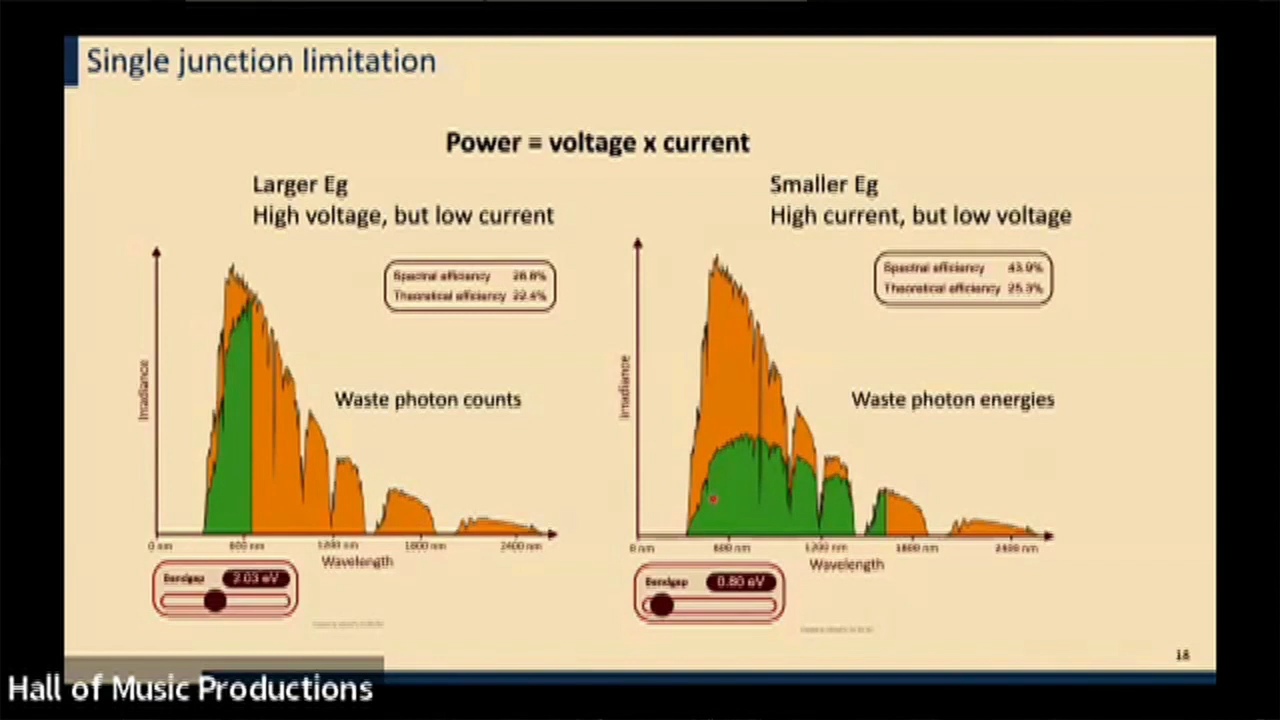 Single junction limitation
Power = voltage x current
Larger Eg
High voltage, but low current
Smaller Eg
High current, but low voltage
Spectral efficiency 28.8%
Theoretical efficiency 22.4%
Spectral efficiency 43.9%
Theoretical efficiency 25.3%
Irradiance
Waste photon counts
Irradiance
Waste photon energies
0 nm 600 nm 1200 nm 1800 nm 2400 nm
Wavelength
0 nm 600 nm 1200 nm 1800 nm 2400 nm
Wavelength
Bandgap 2.03 eV
Bandgap 0.80 eV
18
Hall of Music Productions